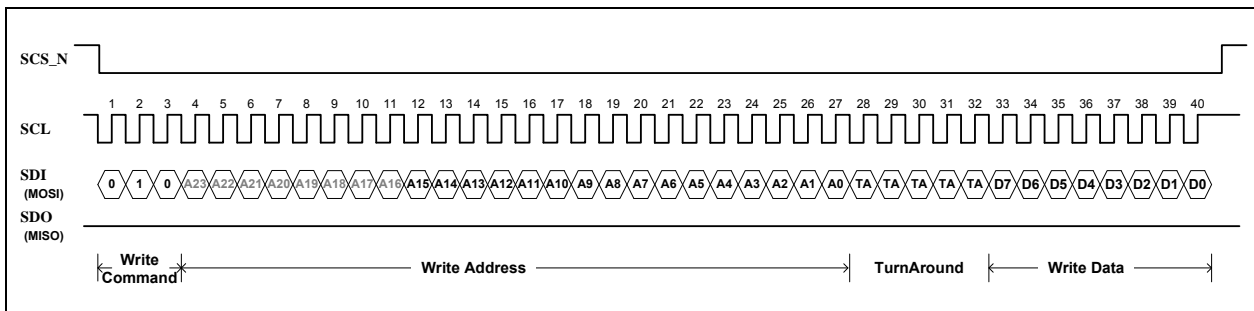 SCS_N
1 2 3 4 5 6 7 8 9 10 11 12 13 14 15 16 17 18 19 20 21 22 23 24 25 26 27 28 29 30 31 32 33 34 35 36 37 38 39 40
SCL
SDI
(MOSI)
0 1 0 A23 A22 A21 A20 A19 A18 A17 A16 A15 A14 A13 A12 A11 A10 A9 A8 A7 A6 A5 A4 A3 A2 A1 A0 TA TA TA TA TA D7 D6 D5 D4 D3 D2 D1 D0
SDO
(MISO)
Write
Command
Write Address
TurnAround
Write Data